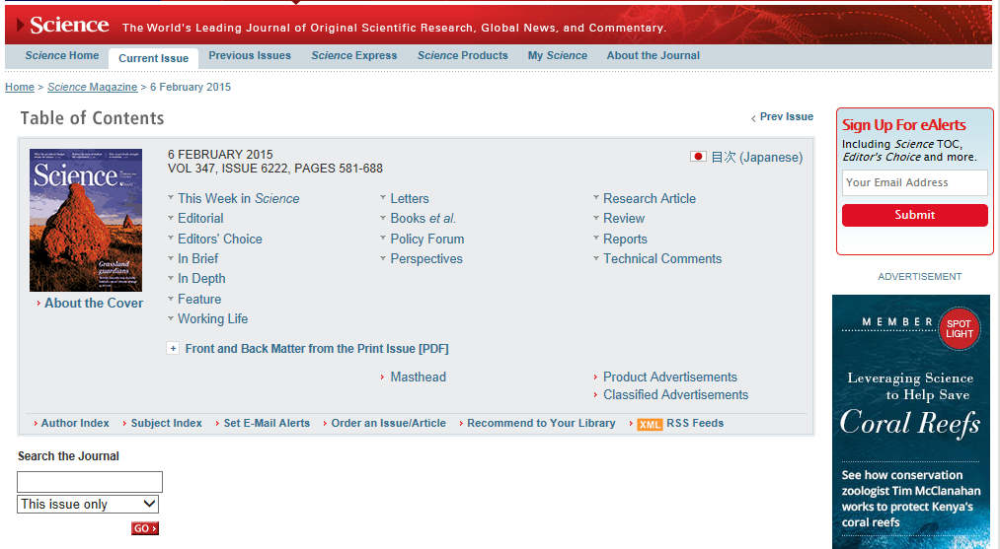 Science The World's Leading Journal of Original Scientific Research, Global News, and Commentary.
Science Home Current Issue Previous Issues Science Express Science Products My Science About the Journal
Home > Science Magazine > 6 February 2015
Table of Contents
Prev Issue
6 FEBRUARY 2015
VOL 347, ISSUE 6222, PAGES 581-688
目次 (Japanese)
Science
Grassland
guardians
About the Cover
This Week in Science
Editorial
Editors' Choice
In Brief
In Depth
Feature
Working Life
Letters
Books et al.
Policy Forum
Perspectives
Research Article
Review
Reports
Technical Comments
+ Front and Back Matter from the Print Issue [PDF]
Masthead
Product Advertisements
Classified Advertisements
Author Index Subject Index Set E-Mail Alerts Order an Issue/Article Recommend to Your Library XML RSS Feeds
Search the Journal
This issue only
GO ›
Sign Up For eAlerts
Including Science TOC,
Editor's Choice and more.
Your Email Address
Submit
ADVERTISEMENT
MEMBER
SPOT
LIGHT
Leveraging Science
to Help Save
Coral Reefs
See how conservation
zoologist Tim McClanahan
works to protect Kenya's
coral reefs